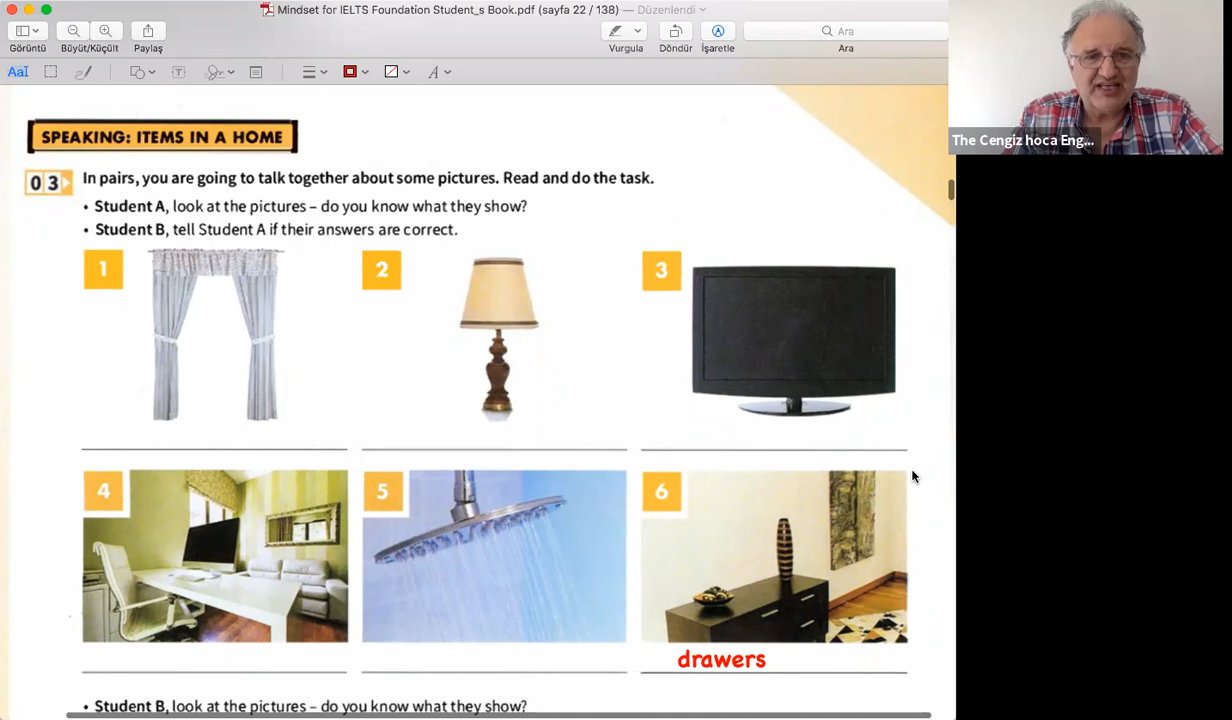 Mindset for IELTS Foundation Student_s Book.pdf (sayfa 22 / 138) — Düzenlendi
Görüntü
Büyüt/Küçült
Paylaş
Vurgula
Döndür
İşaretle
Ara
Ara
AaI
T
A
The Cengiz hoca Eng...
SPEAKING: ITEMS IN A HOME
03
In pairs, you are going to talk together about some pictures. Read and do the task.
• Student A, look at the pictures – do you know what they show?
• Student B, tell Student A if their answers are correct.
1
2
3
4
5
6
drawers
• Student B, look at the pictures – do you know what they show?